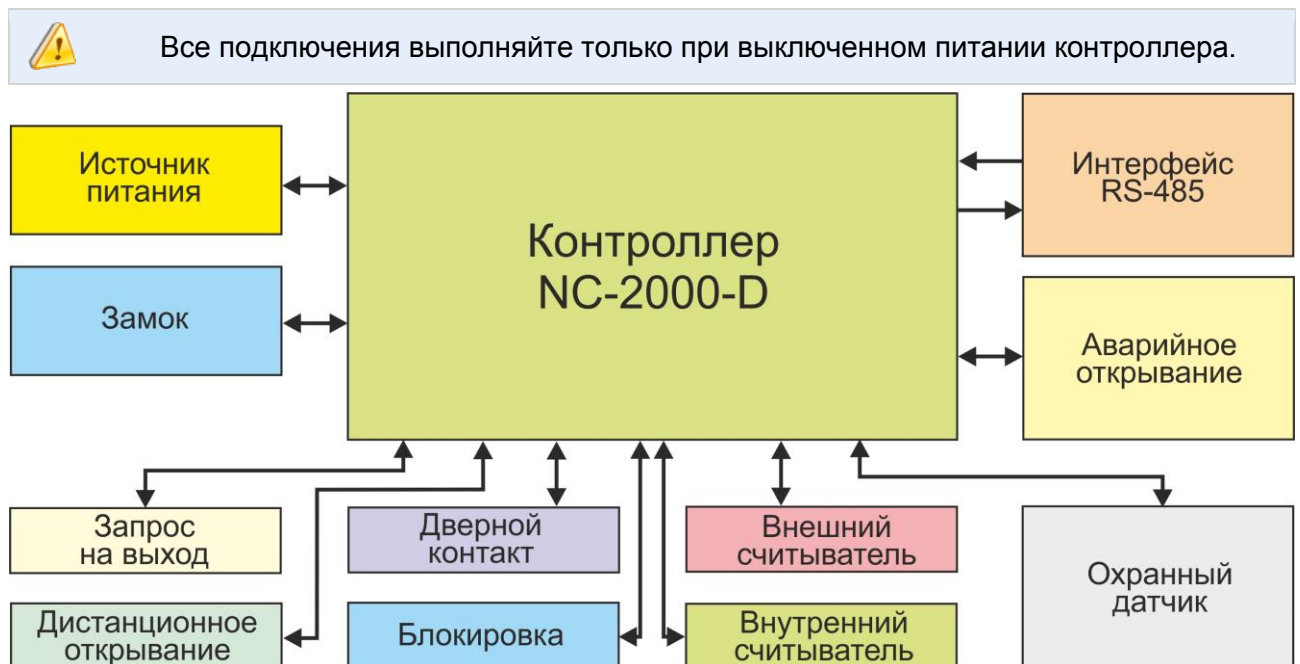 Все подключения выполняйте только при выключенном питании контроллера.
Источник
питания
Замок
Контроллер
NC-2000-D
Интерфейс
RS-485
Аварийное
открывание
Запрос
на выход
Дверной
контакт
Внешний
считыватель
Охранный
датчик
Дистанционное
открывание
Блокировка
Внутренний
считыватель